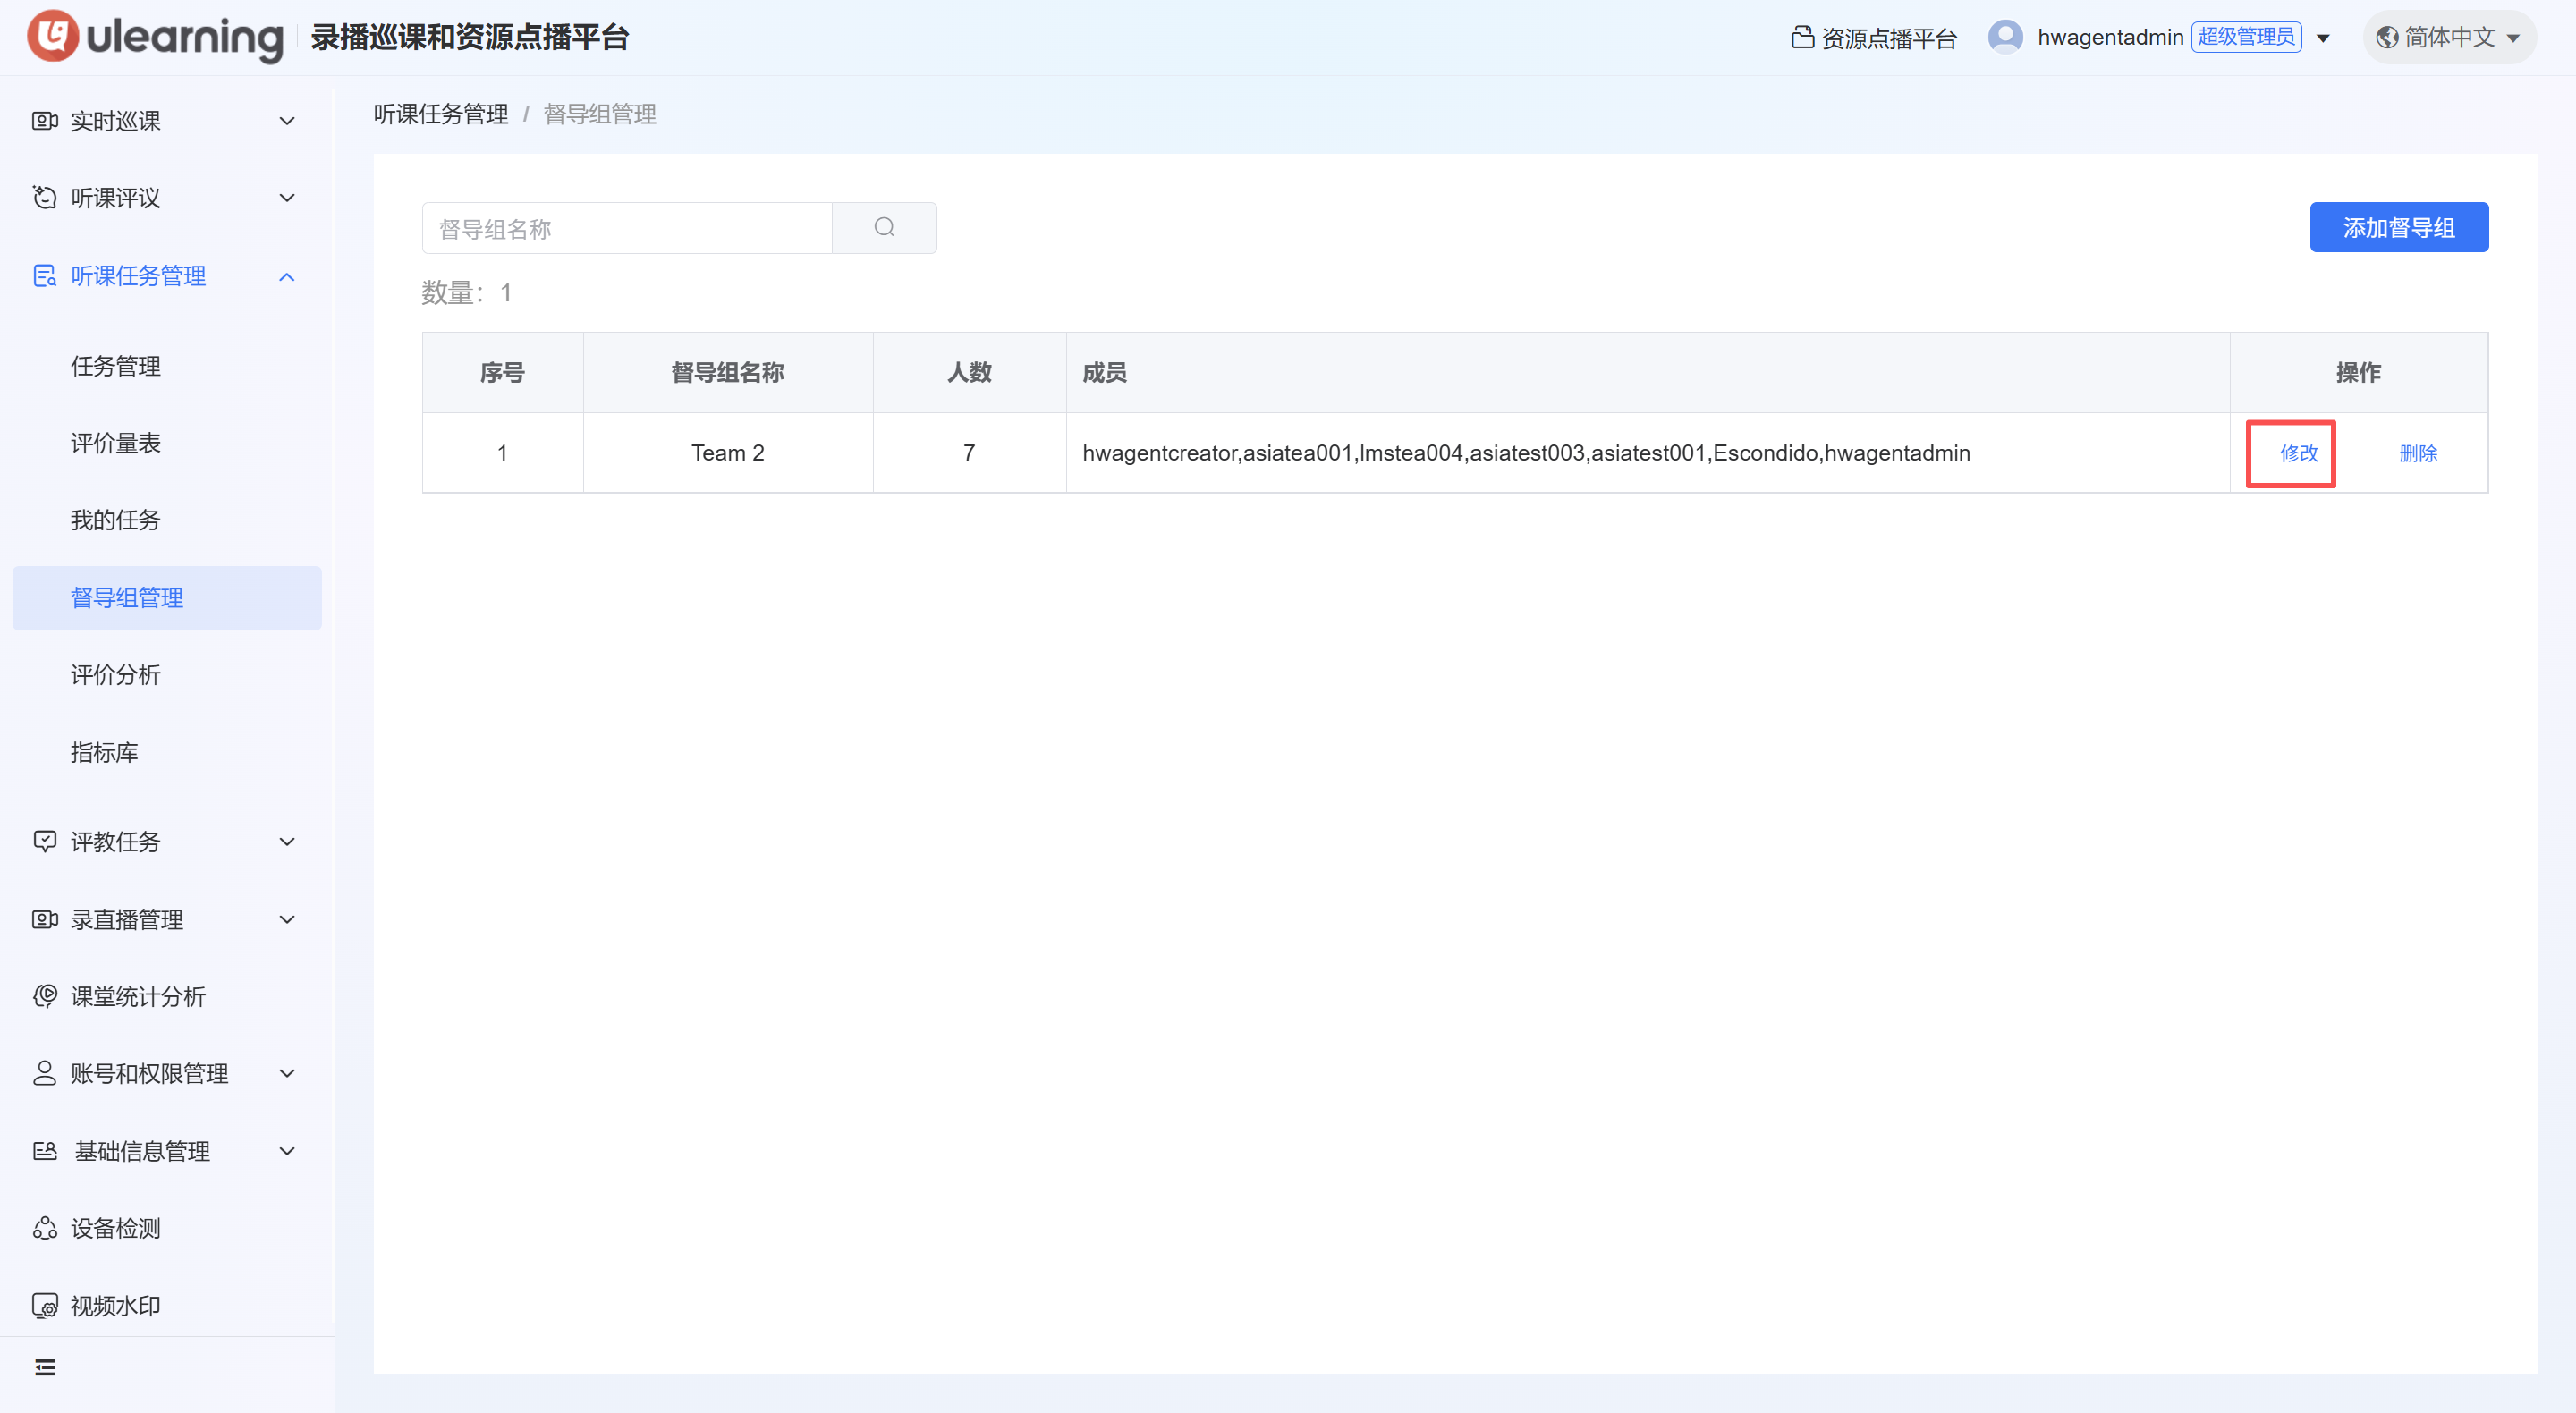 ulearning 录播巡课和资源点播平台
资源点播平台 hwagentadmin 超级管理员 简体中文
实时巡课
听课评议
听课任务管理
任务管理
评价量表
我的任务
督导组管理
评价分析
指标库
评教任务
录直播管理
课堂统计分析
账号和权限管理
基础信息管理
设备检测
视频水印
听课任务管理 / 督导组管理
督导组名称
添加督导组
数量：1
序号 督导组名称 人数 成员 操作
1 Team 2 7 hwagentcreator,asiatea001,lmstea004,asiatest003,asiatest001,Escondido,hwagentadmin 修改 删除